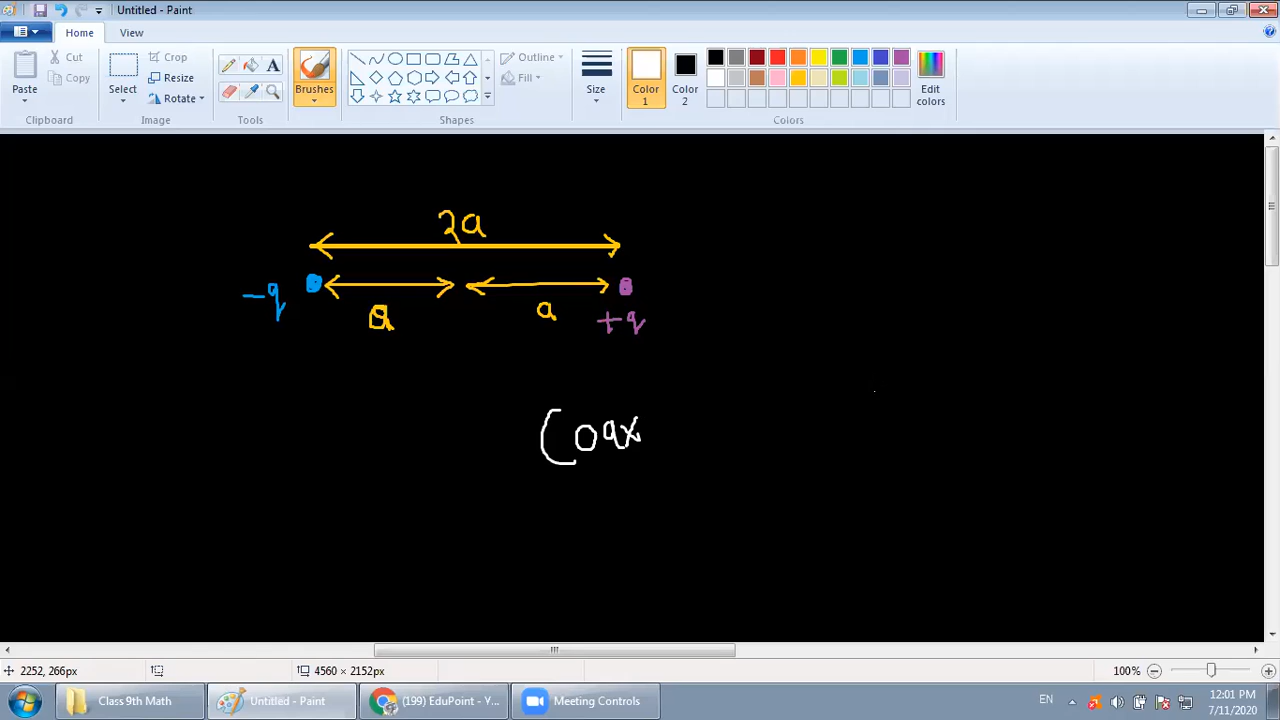 Untitled - Paint
Home View
Paste
Cut
Copy
Clipboard
Select
Crop
Resize
Rotate
Image
Tools
Brushes
Shapes
Outline
Fill
Size
Color 1
Color 2
Edit colors
Colors
2a
-q
a
a
+q
Coax
2252, 266px
4560 × 2152px
100%
Class 9th Math
Untitled - Paint
(199) EduPoint - Y...
Meeting Controls
EN
12:01 PM
7/11/2020